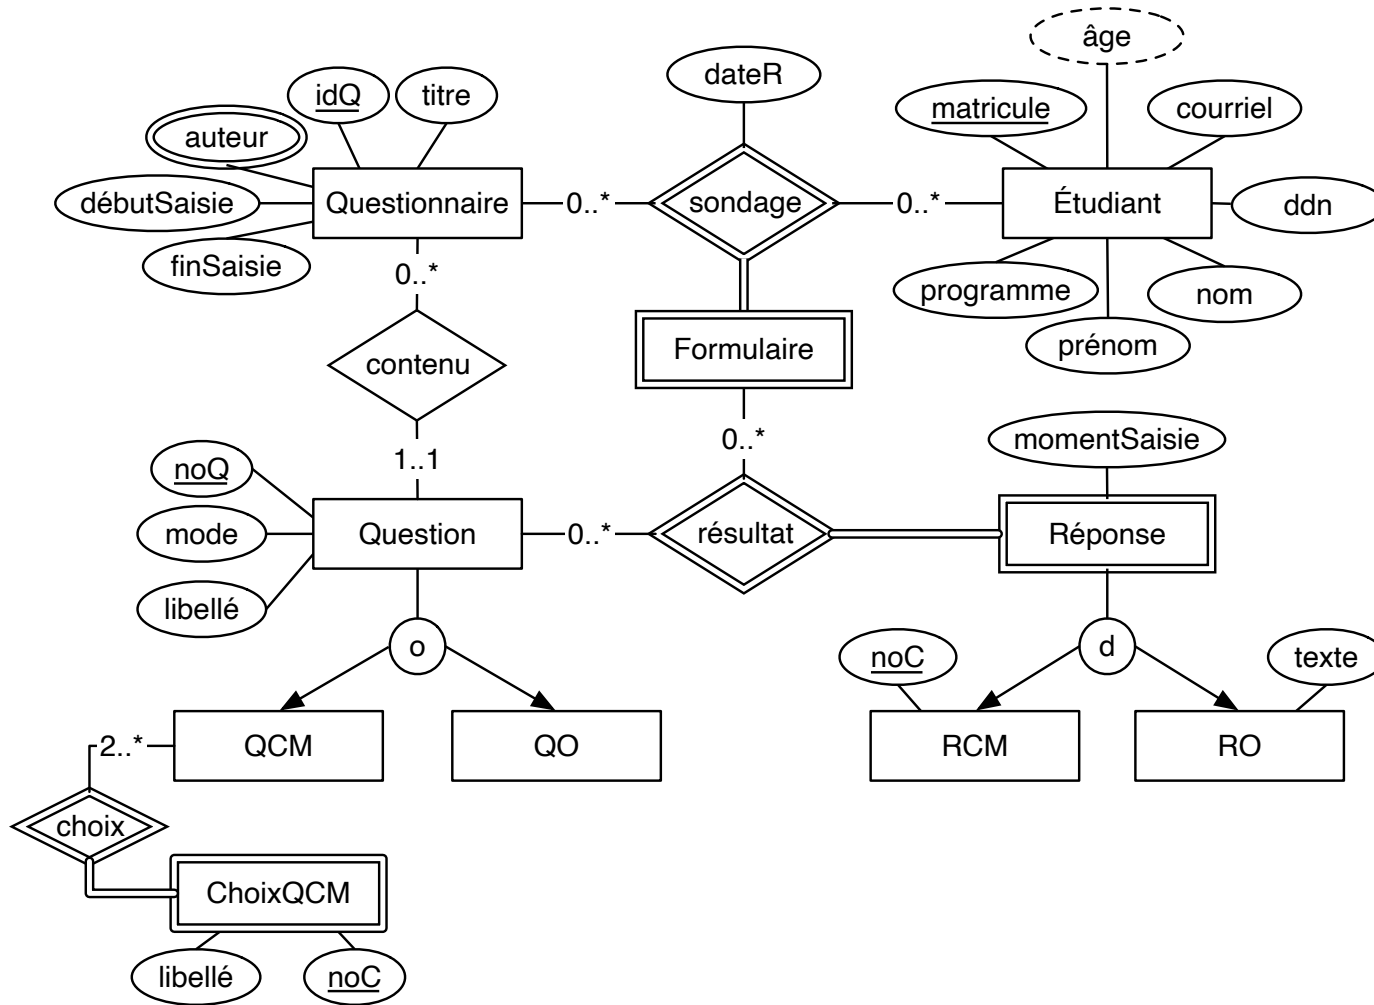 âge
dateR
idQ
titre
matricule
courriel
auteur
débutSaisie
Questionnaire
0..*
sondage
0..*
Étudiant
ddn
finSaisie
0..*
programme
nom
prénom
Formulaire
contenu
0..*
momentSaisie
1..1
noQ
mode
Question
0..*
résultat
Réponse
libellé
o
d
noC
texte
2..*
QCM
QO
RCM
RO
choix
ChoixQCM
libellé
noC